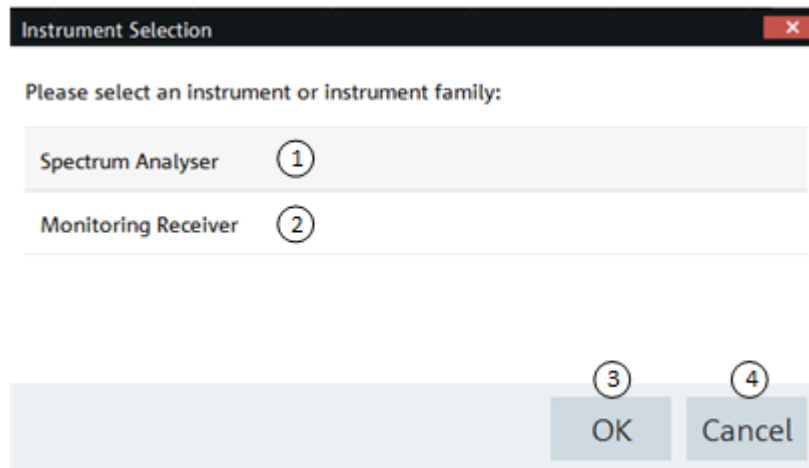 Instrument Selection ×
Please select an instrument or instrument family:
Spectrum Analyser 1
Monitoring Receiver 2
3 4
OK Cancel